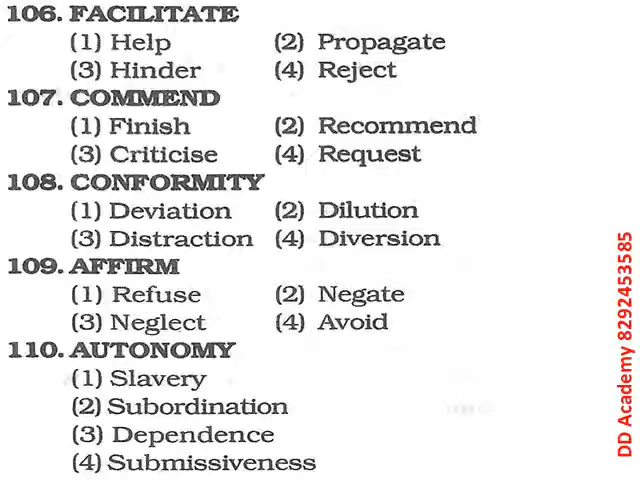 106. FACILITATE
(1) Help (2) Propagate
(3) Hinder (4) Reject
107. COMMEND
(1) Finish (2) Recommend
(3) Criticise (4) Request
108. CONFORMITY
(1) Deviation (2) Dilution
(3) Distraction (4) Diversion
109. AFFIRM
(1) Refuse (2) Negate
(3) Neglect (4) Avoid
110. AUTONOMY
(1) Slavery
(2) Subordination
(3) Dependence
(4) Submissiveness
DD Academy 8292453585